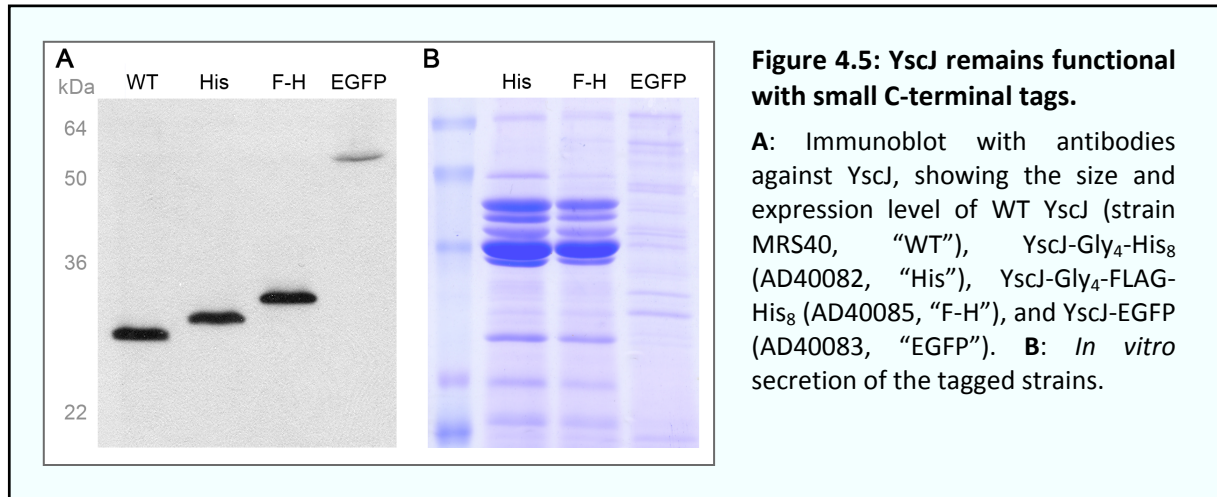 A
B
kDa
WT His F-H EGFP
His F-H EGFP
64
50
36
22
Figure 4.5: YscJ remains functional
with small C-terminal tags.
A: Immunoblot with antibodies
against YscJ, showing the size and
expression level of WT YscJ (strain
MRS40, “WT”), YscJ-Gly₄-His₈
(AD40082, “His”), YscJ-Gly₄-FLAG-
His₈ (AD40085, “F-H”), and YscJ-EGFP
(AD40083, “EGFP”). B: In vitro
secretion of the tagged strains.